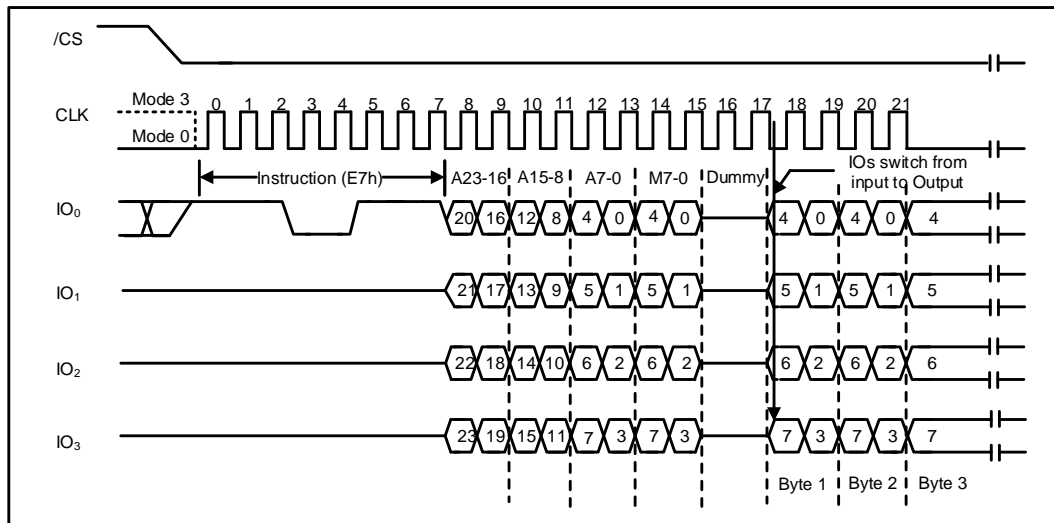 /CS
Mode 3
0 1 2 3 4 5 6 7 8 9 10 11 12 13 14 15 16 17 18 19 20 21
CLK
Mode 0
IOs switch from
input to Output
Instruction (E7h) A23-16 A15-8 A7-0 M7-0 Dummy
IO0 20 16 12 8 4 0 4 0 4 0 4 0 4
IO1 21 17 13 9 5 1 5 1 5 1 5 1 5
IO2 22 18 14 10 6 2 6 2 6 2 6 2 6
IO3 23 19 15 11 7 3 7 3 7 3 7 3 7
Byte 1 Byte 2 Byte 3